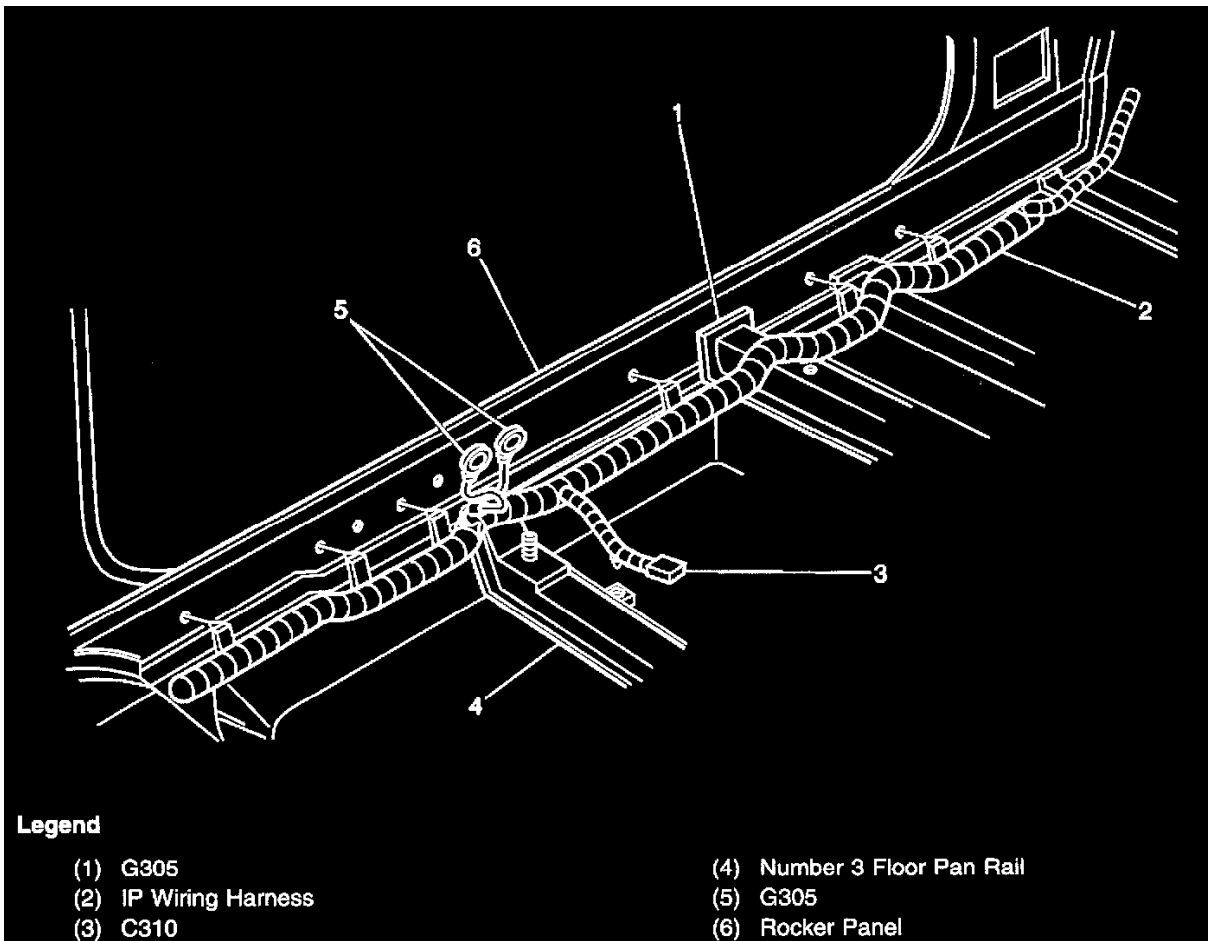 1
6
5
2
3
4
Legend
(1) G305
(2) IP Wiring Harness
(3) C310
(4) Number 3 Floor Pan Rail
(5) G305
(6) Rocker Panel